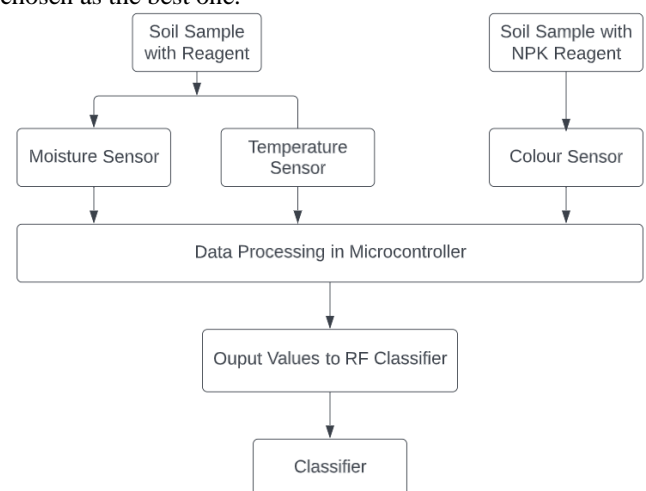 chosen as the best one.
Soil Sample
with Reagent
Soil Sample with
NPK Reagent
Moisture Sensor
Temperature
Sensor
Colour Sensor
Data Processing in Microcontroller
Ouput Values to RF Classifier
Classifier